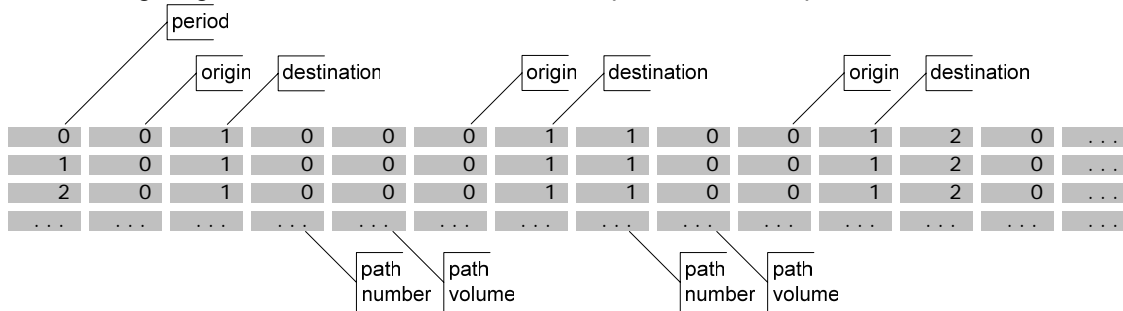 period
origin destination origin destination origin destination
0 0 1 0 0 0 1 1 0 0 1 2 0 ...
1 0 1 0 0 0 1 1 0 0 1 2 0 ...
2 0 1 0 0 0 1 1 0 0 1 2 0 ...
... ... ... ... ... ... ... ... ... ... ... ... ... ...
path path path path
number volume number volume